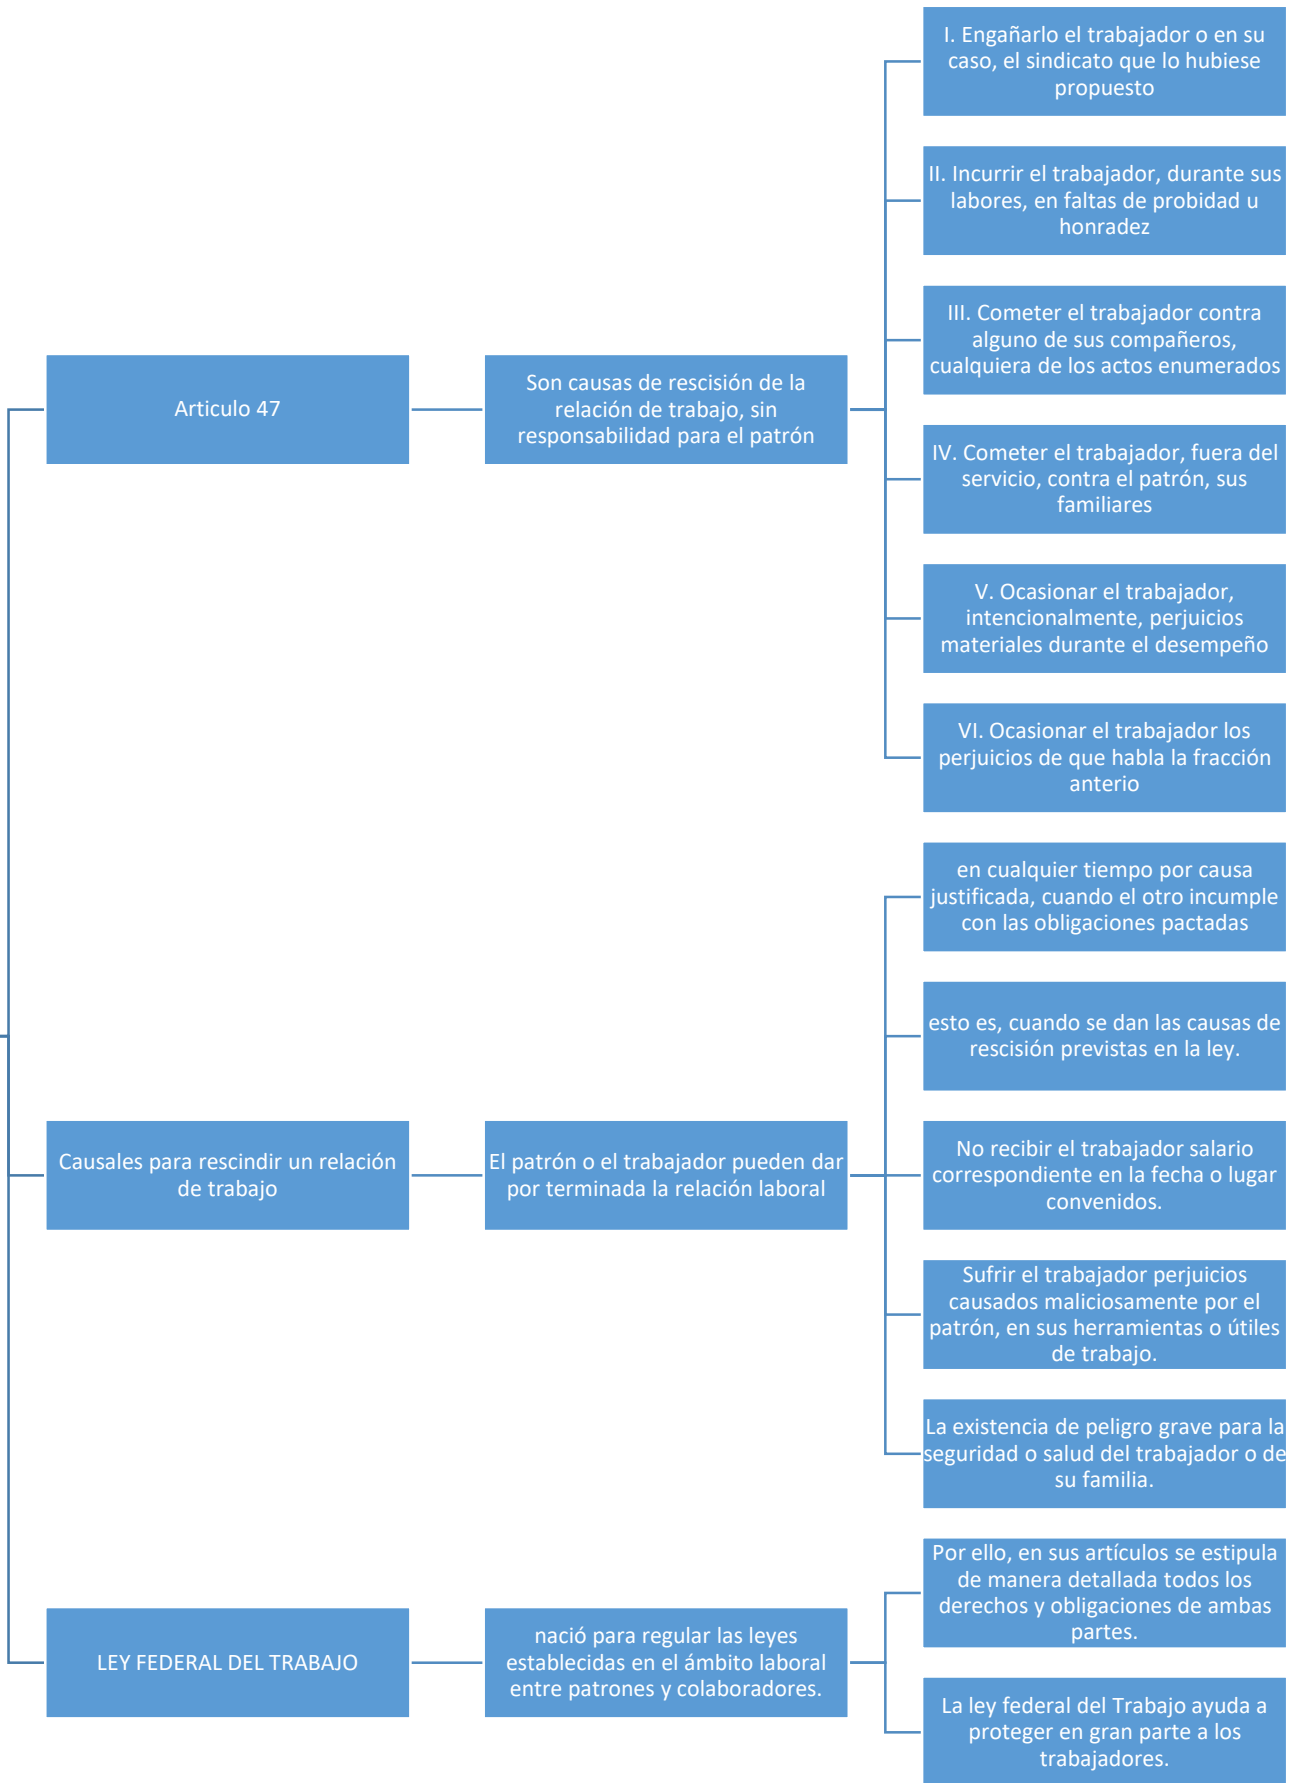 Articulo 47
Son causas de rescisión de la
relación de trabajo, sin
responsabilidad para el patrón
I. Engañarlo el trabajador o en su
caso, el sindicato que lo hubiese
propuesto
II. Incurrir el trabajador, durante sus
labores, en faltas de probidad u
honradez
III. Cometer el trabajador contra
alguno de sus compañeros,
cualquiera de los actos enumerados
IV. Cometer el trabajador, fuera del
servicio, contra el patrón, sus
familiares
V. Ocasionar el trabajador,
intencionalmente, perjuicios
materiales durante el desempeño
VI. Ocasionar el trabajador los
perjuicios de que habla la fracción
anterio
Causales para rescindir un relación
de trabajo
El patrón o el trabajador pueden dar
por terminada la relación laboral
en cualquier tiempo por causa
justificada, cuando el otro incumple
con las obligaciones pactadas
esto es, cuando se dan las causas de
rescisión previstas en la ley.
No recibir el trabajador salario
correspondiente en la fecha o lugar
convenidos.
Sufrir el trabajador perjuicios
causados maliciosamente por el
patrón, en sus herramientas o útiles
de trabajo.
La existencia de peligro grave para la
seguridad o salud del trabajador o de
su familia.
LEY FEDERAL DEL TRABAJO
nació para regular las leyes
establecidas en el ámbito laboral
entre patrones y colaboradores.
Por ello, en sus artículos se estipula
de manera detallada todos los
derechos y obligaciones de ambas
partes.
La ley federal del Trabajo ayuda a
proteger en gran parte a los
trabajadores.